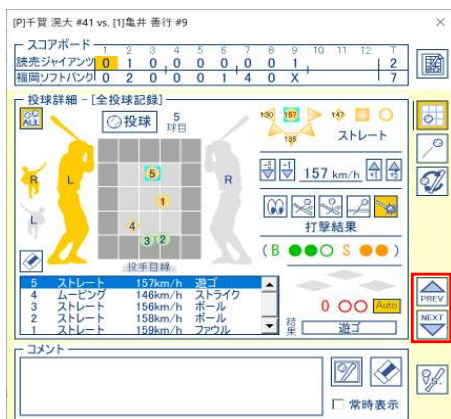 [P]千賀 滉大 #41 vs. [1]亀井 善行 #9
スコアボード
1 2 3 4 5 6 7 8 9 10 11 12 T
読売ジャイアンツ 0 1 0 0 0 0 0 0 1 2
福岡ソフトバンク 0 2 0 0 0 1 4 0 X 7
投球詳細 - [全投球記録]
ALL
投球
5球目
130 157 147
135
ストレート
R L R
L
5
1
4
3 2
投手目線
-5 -1 157 km/h +1 +5
打撃結果
( B S )
5 ストレート 157km/h 遊ゴ
4 ムービング 146km/h ストライク
3 ストレート 156km/h ボール
2 ストレート 158km/h ボール
1 ストレート 159km/h ファウル
0 Auto
結果 遊ゴ
PREV
NEXT
V.S.
コメント
常時表示